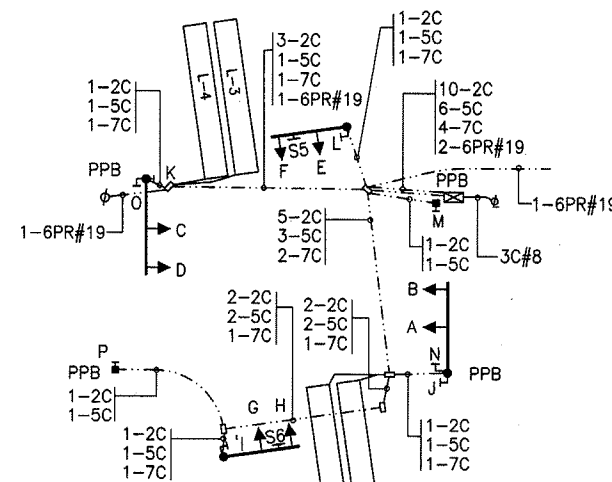 1-2C
1-5C
1-7C
3-2C
1-5C
1-7C
1-6PR#19
1-2C
1-5C
1-7C
10-2C
6-5C
4-7C
2-6PR#19
L-4
L-3
PPB
K
O
S5
L
F
E
PPB
M
1-6PR#19
1-6PR#19
C
D
5-2C
3-5C
2-7C
1-2C
1-5C
3C#8
B
A
N
J
PPB
2-2C
2-5C
1-7C
2-2C
2-5C
1-7C
P
PPB
1-2C
1-5C
G
H
S6
I
1-2C
1-5C
1-7C
1-2C
1-5C
1-7C